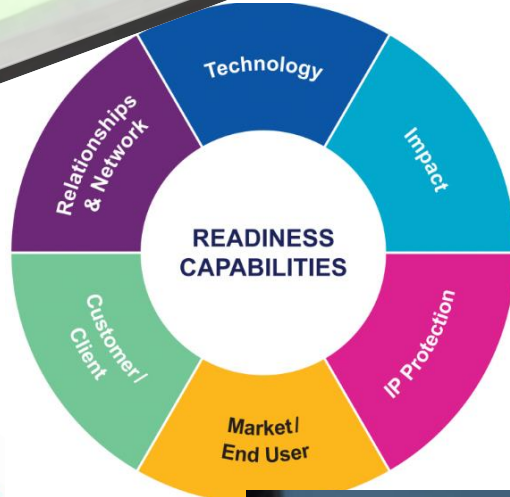 Technology
Impact
IP Protection
Market/
End User
Customer/
Client
Relationships
& Network
READINESS
CAPABILITIES